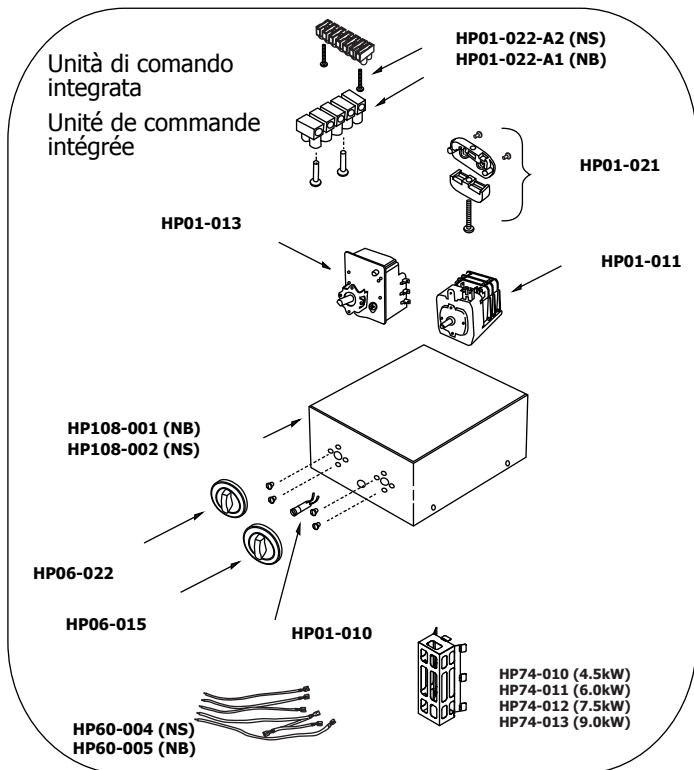 Unità di comando
integrata
Unité de commande
intégrée
HP01-022-A2 (NS)
HP01-022-A1 (NB)
HP01-021
HP01-013
HP01-011
HP108-001 (NB)
HP108-002 (NS)
HP06-022
HP06-015
HP01-010
HP74-010 (4.5kW)
HP74-011 (6.0kW)
HP74-012 (7.5kW)
HP74-013 (9.0kW)
HP60-004 (NS)
HP60-005 (NB)